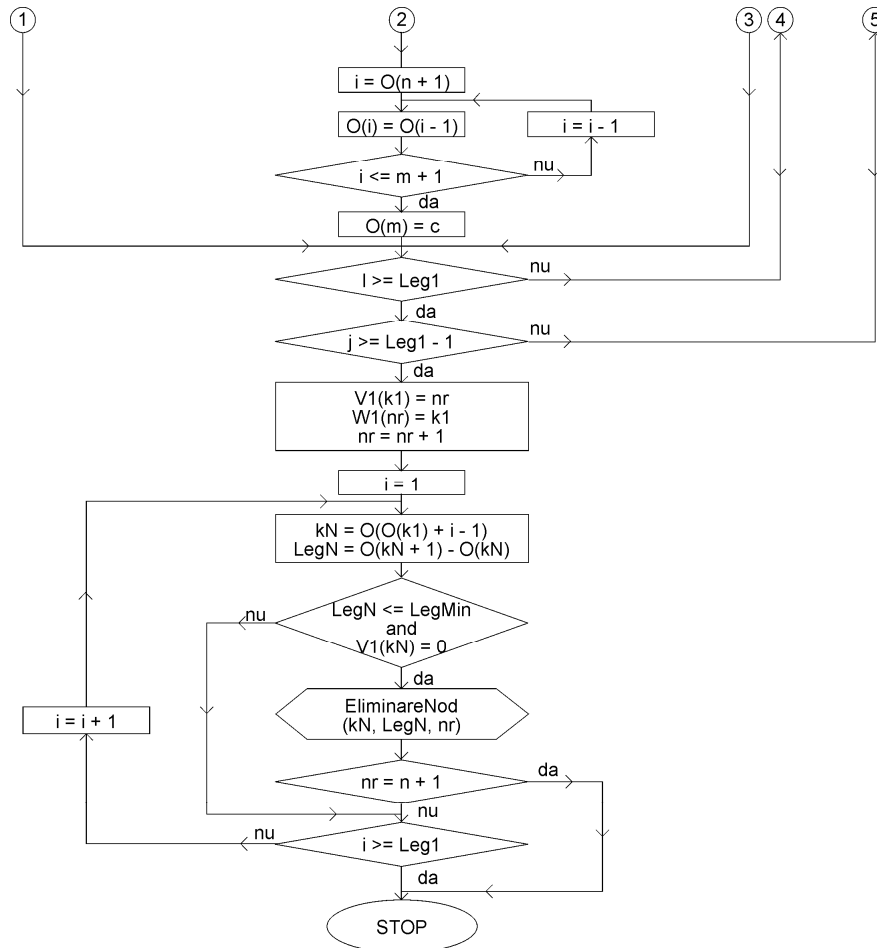 1
2
3
4
5
i = O(n + 1)
O(i) = O(i - 1)
i = i - 1
i <= m + 1
nu
da
O(m) = c
l >= Leg1
nu
da
j >= Leg1 - 1
nu
da
V1(k1) = nr
W1(nr) = k1
nr = nr + 1
i = 1
kN = O(O(k1) + i - 1)
LegN = O(kN + 1) - O(kN)
nu
LegN <= LegMin
and
V1(kN) = 0
da
i = i + 1
EliminareNod
(kN, LegN, nr)
nr = n + 1
da
nu
nu
i >= Leg1
da
STOP